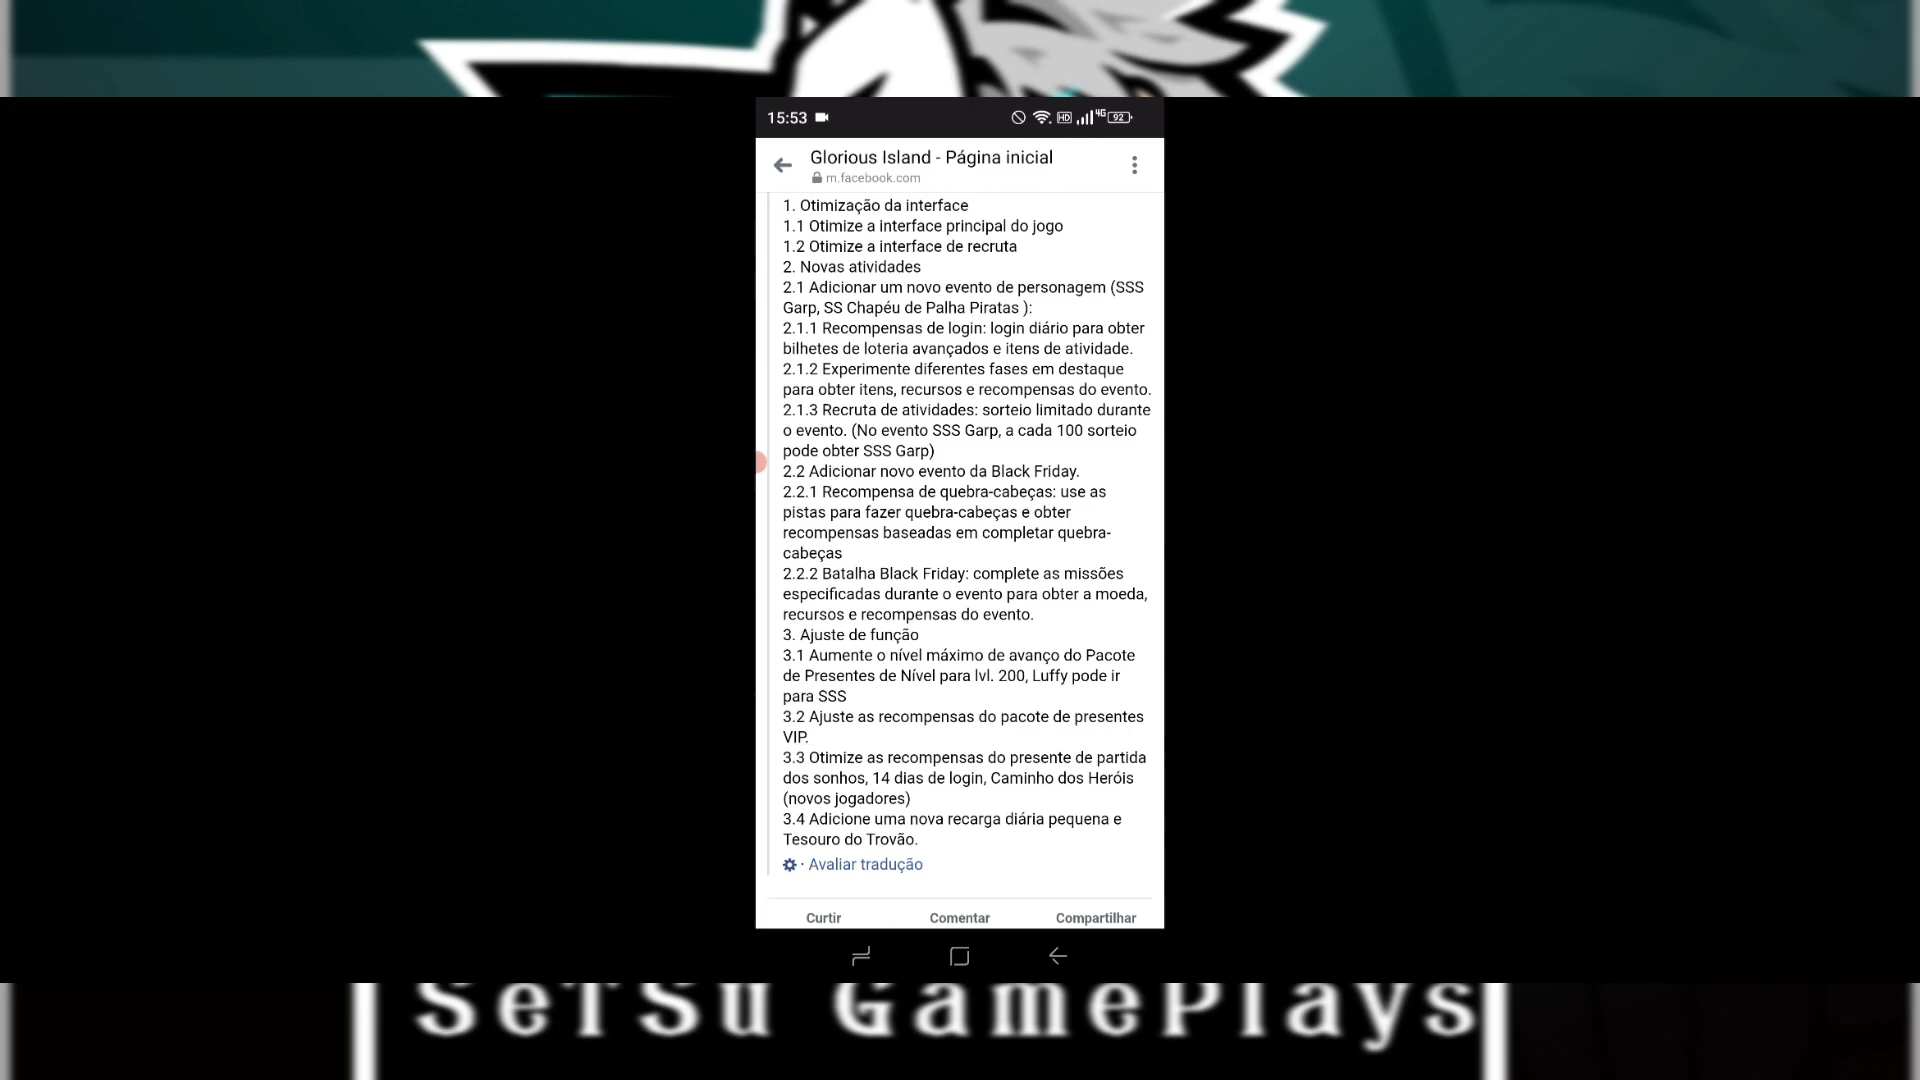 15:53
HD
4G
92
Glorious Island - Página inicial
m.facebook.com
1. Otimização da interface
1.1 Otimize a interface principal do jogo
1.2 Otimize a interface de recruta
2. Novas atividades
2.1 Adicionar um novo evento de personagem (SSS
Garp, SS Chapéu de Palha Piratas ):
2.1.1 Recompensas de login: login diário para obter
bilhetes de loteria avançados e itens de atividade.
2.1.2 Experimente diferentes fases em destaque
para obter itens, recursos e recompensas do evento.
2.1.3 Recruta de atividades: sorteio limitado durante
o evento. (No evento SSS Garp, a cada 100 sorteio
pode obter SSS Garp)
2.2 Adicionar novo evento da Black Friday.
2.2.1 Recompensa de quebra-cabeças: use as
pistas para fazer quebra-cabeças e obter
recompensas baseadas em completar quebra-
cabeças
2.2.2 Batalha Black Friday: complete as missões
especificadas durante o evento para obter a moeda,
recursos e recompensas do evento.
3. Ajuste de função
3.1 Aumente o nível máximo de avanço do Pacote
de Presentes de Nível para lvl. 200, Luffy pode ir
para SSS
3.2 Ajuste as recompensas do pacote de presentes
VIP.
3.3 Otimize as recompensas do presente de partida
dos sonhos, 14 dias de login, Caminho dos Heróis
(novos jogadores)
3.4 Adicione uma nova recarga diária pequena e
Tesouro do Trovão.
· Avaliar tradução
Curtir Comentar Compartilhar
SeTSu GamePlays